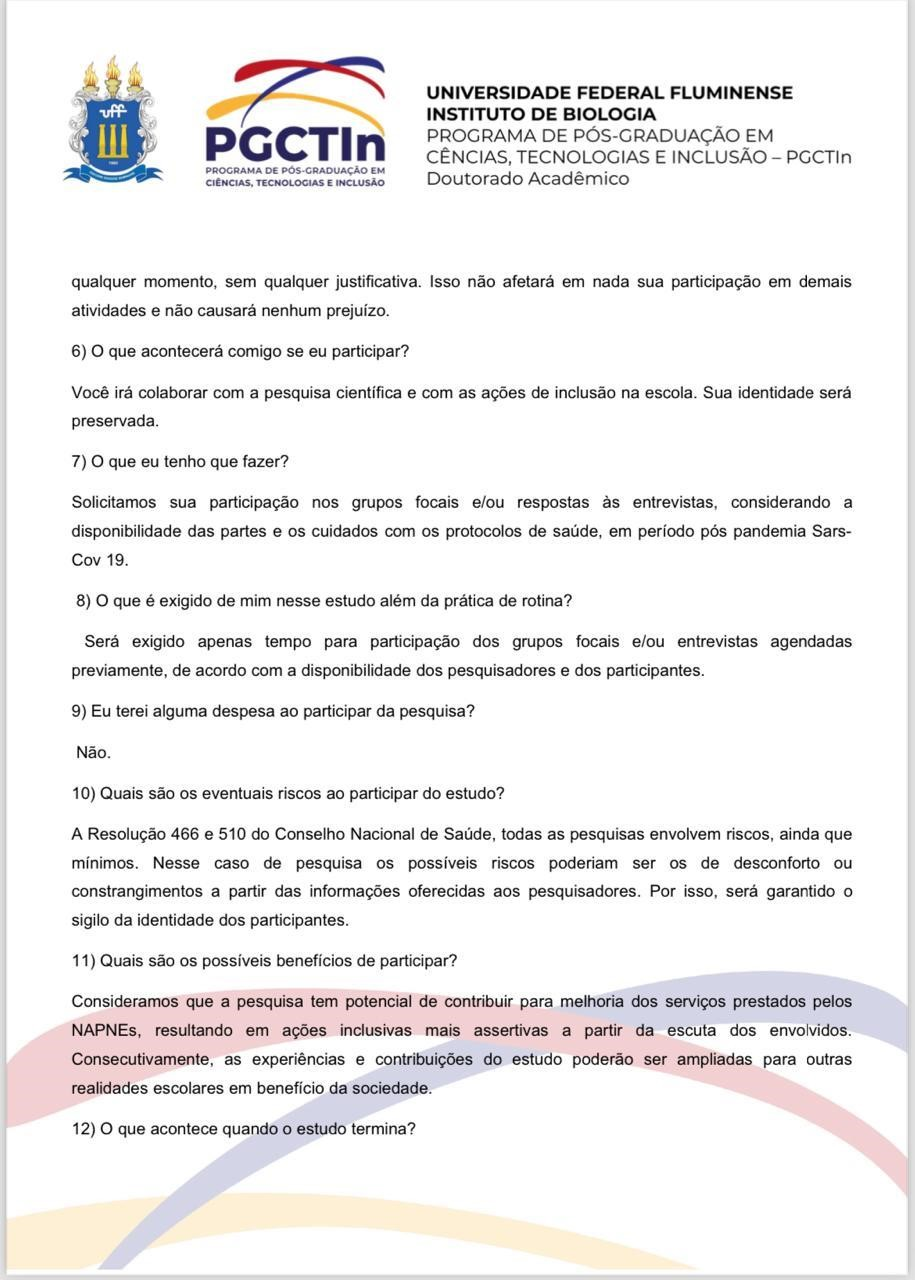 uff
PGCTIn
PROGRAMA DE PÓS-GRADUAÇÃO EM
CIÊNCIAS, TECNOLOGIAS E INCLUSÃO
UNIVERSIDADE FEDERAL FLUMINENSE
INSTITUTO DE BIOLOGIA
PROGRAMA DE PÓS-GRADUAÇÃO EM
CÊNCIAS, TECNOLOGIAS E INCLUSÃO – PGCTIn
Doutorado Acadêmico
qualquer momento, sem qualquer justificativa. Isso não afetará em nada sua participação em demais
atividades e não causará nenhum prejuízo.
6) O que acontecerá comigo se eu participar?
Você irá colaborar com a pesquisa científica e com as ações de inclusão na escola. Sua identidade será
preservada.
7) O que eu tenho que fazer?
Solicitamos sua participação nos grupos focais e/ou respostas às entrevistas, considerando a
disponibilidade das partes e os cuidados com os protocolos de saúde, em período pós pandemia Sars-
Cov 19.
8) O que é exigido de mim nesse estudo além da prática de rotina?
Será exigido apenas tempo para participação dos grupos focais e/ou entrevistas agendadas
previamente, de acordo com a disponibilidade dos pesquisadores e dos participantes.
9) Eu terei alguma despesa ao participar da pesquisa?
Não.
10) Quais são os eventuais riscos ao participar do estudo?
A Resolução 466 e 510 do Conselho Nacional de Saúde, todas as pesquisas envolvem riscos, ainda que
mínimos. Nesse caso de pesquisa os possíveis riscos poderiam ser os de desconforto ou
constrangimentos a partir das informações oferecidas aos pesquisadores. Por isso, será garantido o
sigilo da identidade dos participantes.
11) Quais são os possíveis benefícios de participar?
Consideramos que a pesquisa tem potencial de contribuir para melhoria dos serviços prestados pelos
NAPNEs, resultando em ações inclusivas mais assertivas a partir da escuta dos envolvidos.
Consecutivamente, as experiências e contribuições do estudo poderão ser ampliadas para outras
realidades escolares em benefício da sociedade.
12) O que acontece quando o estudo termina?